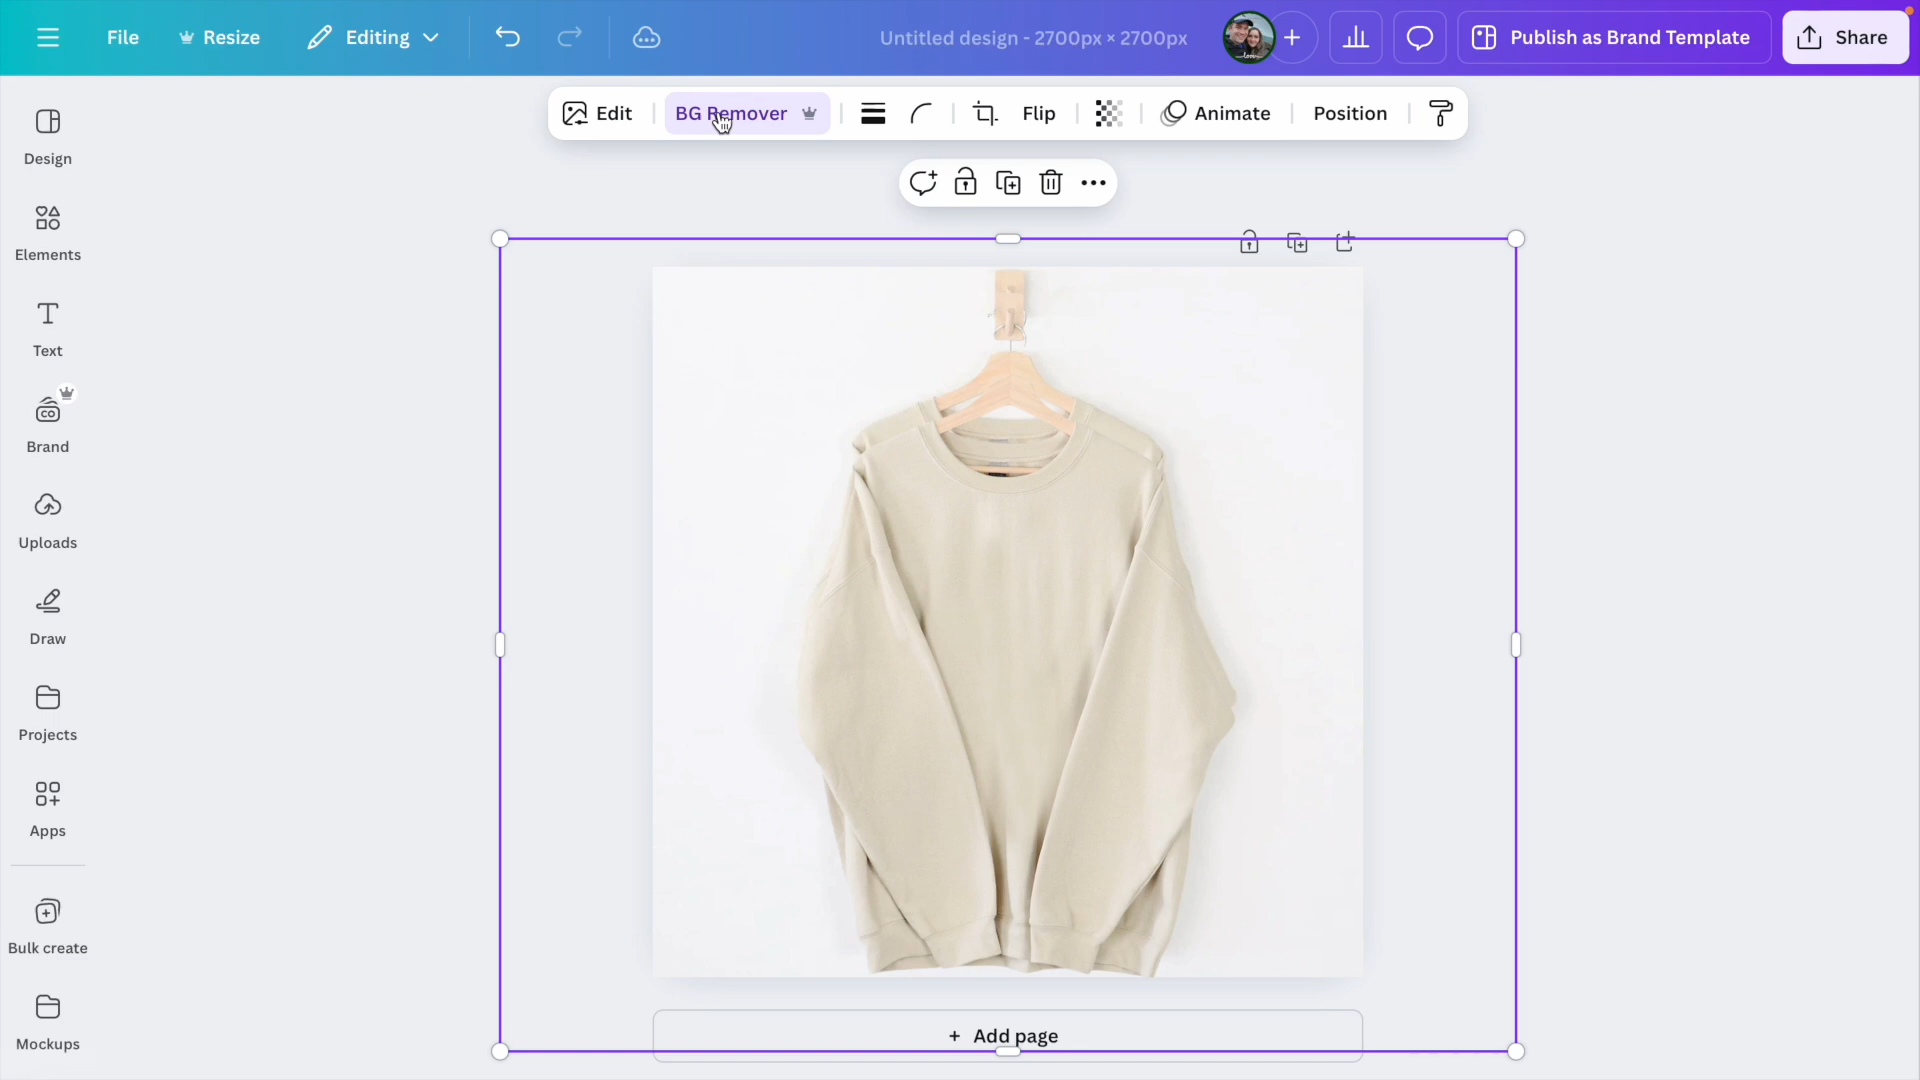 File
Resize
Editing
Untitled design - 2700px × 2700px
Publish as Brand Template
Share
Edit
BG Remover
Flip
Animate
Position
Design
Elements
Text
CO
Brand
Uploads
Draw
Projects
Apps
Bulk create
Mockups
+ Add page